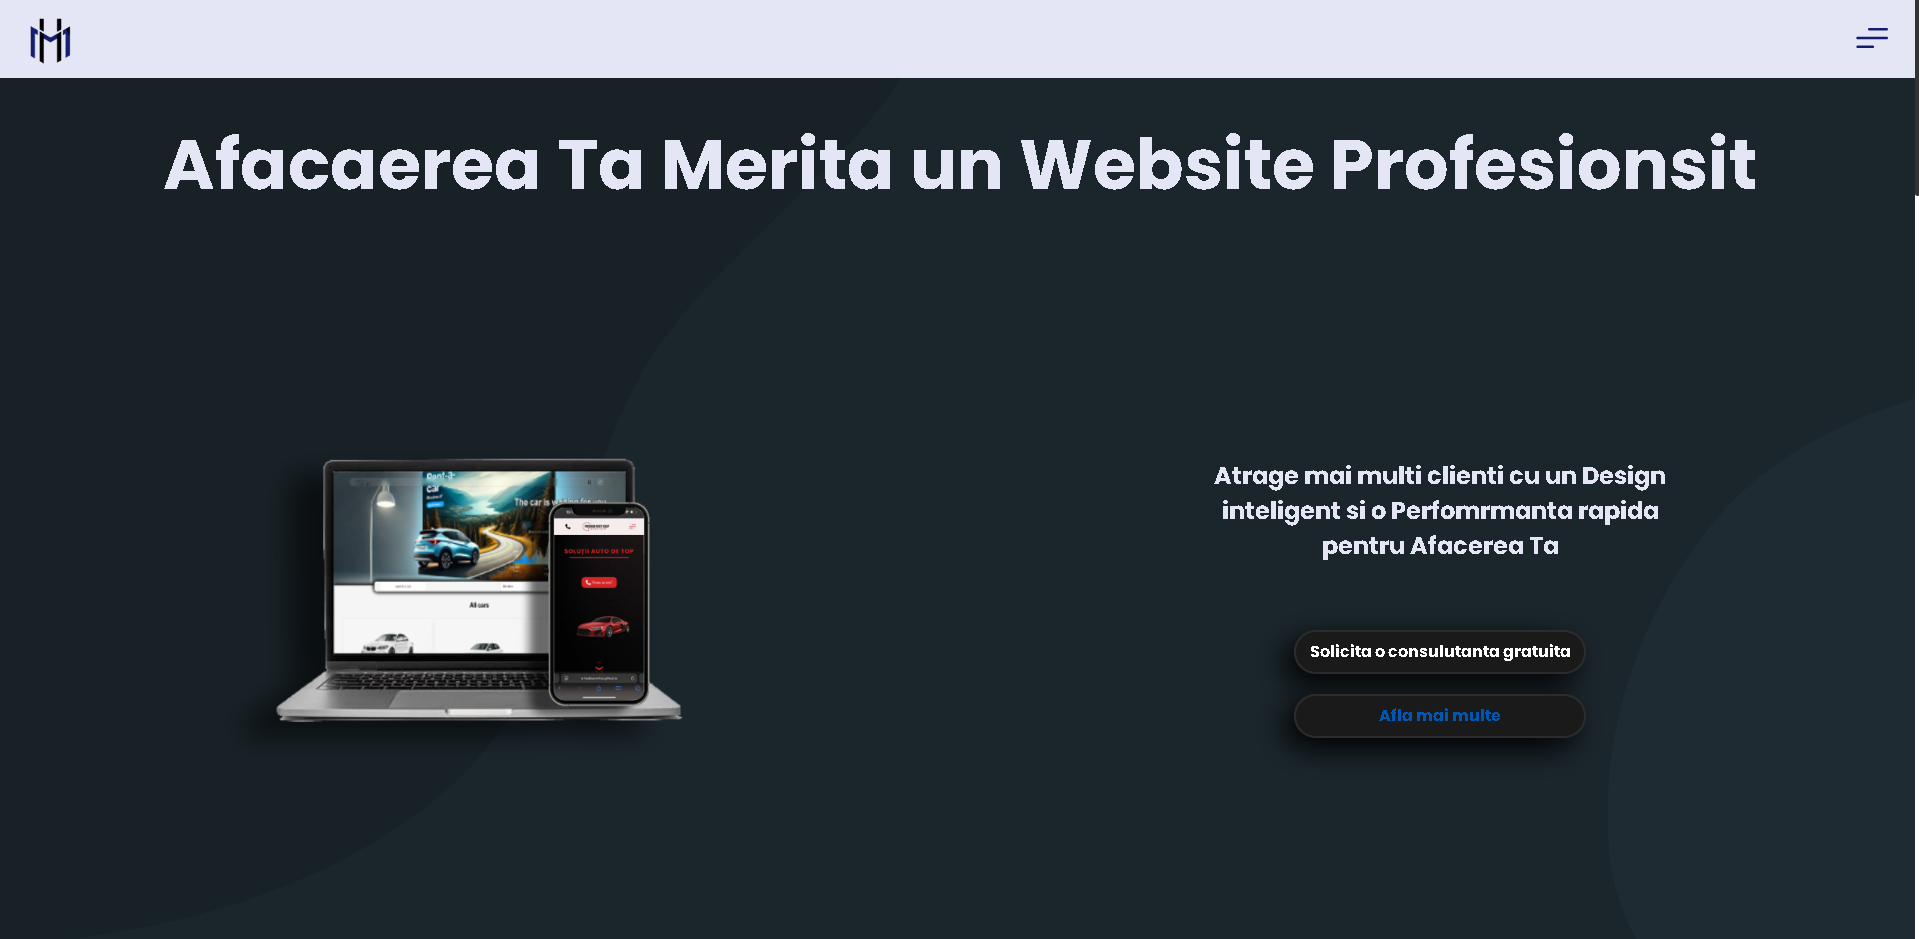 Afacaerea Ta Merita un Website Profesionsit
Rent-a-
car
The car is waiting for you
All cars
SOLUȚII AUTO DE TOP
Atrage mai multi clienti cu un Design
inteligent si o Perfomrmanta rapida
pentru Afacerea Ta
Solicita o consulutanta gratuita
Afla mai multe